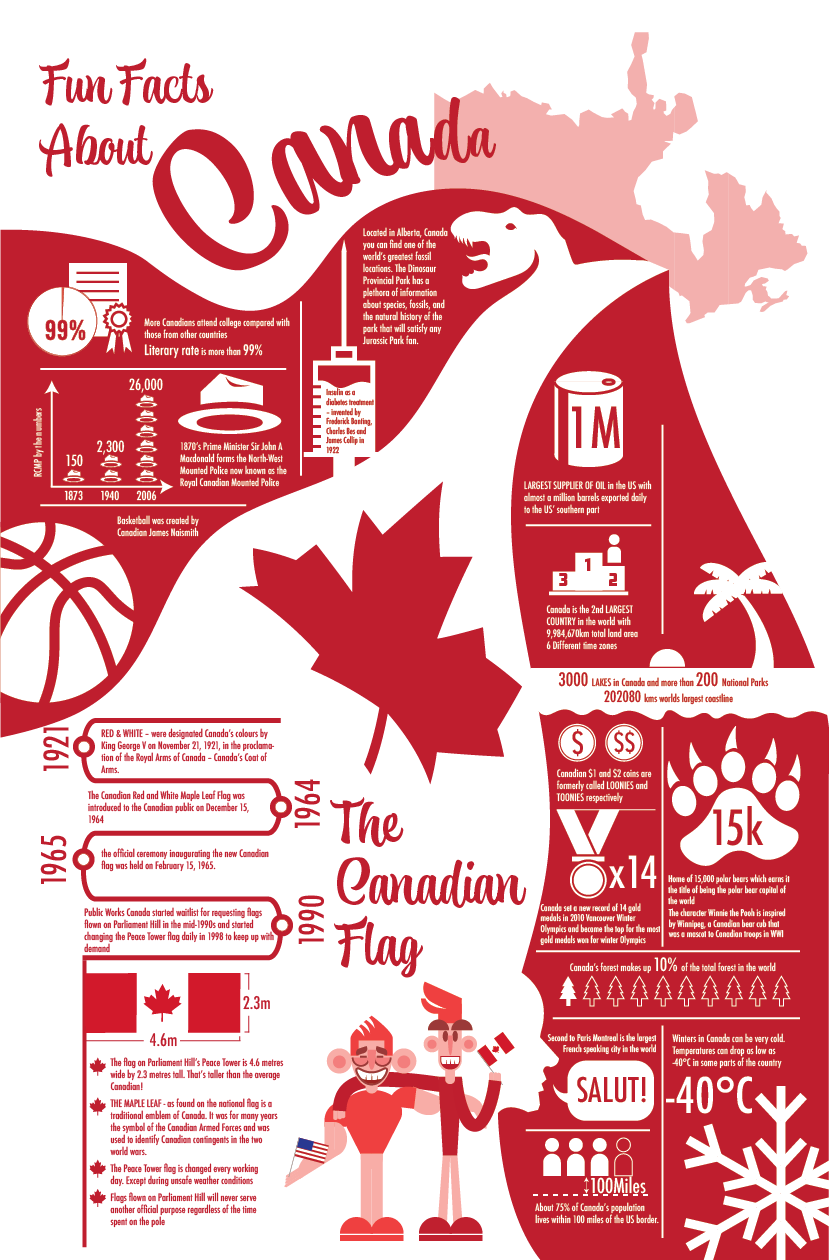 Fun Facts
About
Canada
Located in Alberta, Canada
you can find one of the
world's greatest fossil
locations. The Dinosaur
Provincial Park has a
plethora of information
about species, fossils, and
the natural history of the
park that will satisfy any
Jurassic Park fan.
99%
More Canadians attend college compared with
those from other countries
Literary rate is more than 99%
RCMP by the numbers
150
2,300
26,000
1873
1940
2006
1870's Prime Minister Sir John A
Macdonald forms the North-West
Mounted Police now known as the
Royal Canadian Mounted Police
Insulin as a
diabetes treatment
– invented by
Frederick Banting,
Charles Bes and
James Collip in
1922
Basketball was created by
Canadian James Naismith
1M
LARGEST SUPPLIER OF OIL in the US with
almost a million barrels exported daily
to the US' southern part
1
3
2
Canada is the 2nd LARGEST
COUNTRY in the world with
9,984,670km total land area
6 Different time zones
3000 LAKES in Canada and more than 200 National Parks
202080 kms worlds largest coastline
1921
RED & WHITE – were designated Canada's colours by
King George V on November 21, 1921, in the proclama-
tion of the Royal Arms of Canada – Canada's Coat of
Arms.
1964
The Canadian Red and White Maple Leaf Flag was
introduced to the Canadian public on December 15,
1964
1965
the official ceremony inaugurating the new Canadian
flag was held on February 15, 1965.
1990
Public Works Canada started waitlist for requesting flags
flown on Parliament Hill in the mid-1990s and started
changing the Peace Tower flag daily in 1998 to keep up with
demand
The
Canadian
Flag
2.3m
4.6m
The flag on Parliament Hill's Peace Tower is 4.6 metres
wide by 2.3 metres tall. That's taller than the average
Canadian!
THE MAPLE LEAF - as found on the national flag is a
traditional emblem of Canada. It was for many years
the symbol of the Canadian Armed Forces and was
used to identify Canadian contingents in the two
world wars.
The Peace Tower flag is changed every working
day. Except during unsafe weather conditions
Flags flown on Parliament Hill will never serve
another official purpose regardless of the time
spent on the pole
$
$$
Canadian $1 and $2 coins are
formerly called LOONIES and
TOONIES respectively
x14
Canada set a new record of 14 gold
medals in 2010 Vancouver Winter
Olympics and became the top for the most
gold medals won for winter Olympics
15k
Home of 15,000 polar bears which earns it
the title of being the polar bear capital of
the world
The character Winnie the Pooh is inspired
by Winnipeg, a Canadian bear cub that
was a mascot to Canadian troops in WWI
Canada's forest makes up 10% of the total forest in the world
Second to Paris Montreal is the largest
French speaking city in the world
SALUT!
100Miles
About 75% of Canada's population
lives within 100 miles of the US border.
Winters in Canada can be very cold.
Temperatures can drop as low as
-40°C in some parts of the country
-40°C